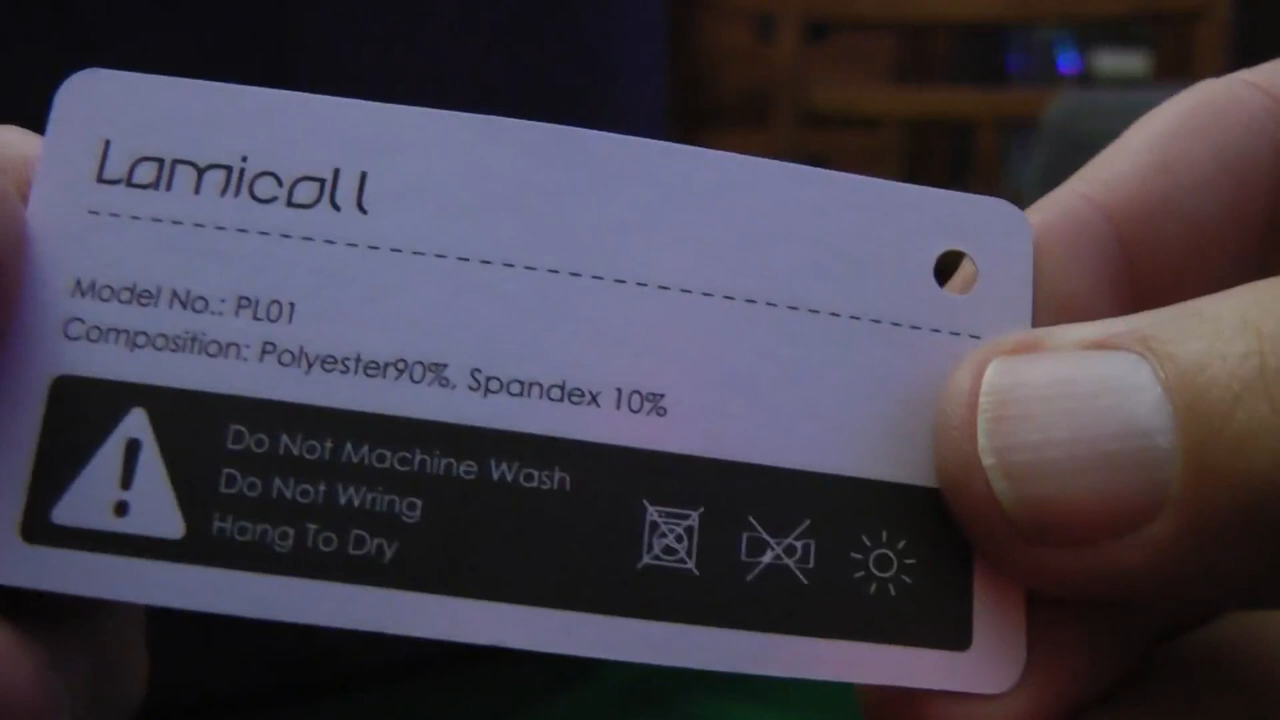 Lamicall
Model No.: PL01
Composition: Polyester90%, Spandex 10%
Do Not Machine Wash
Do Not Wring
Hang To Dry